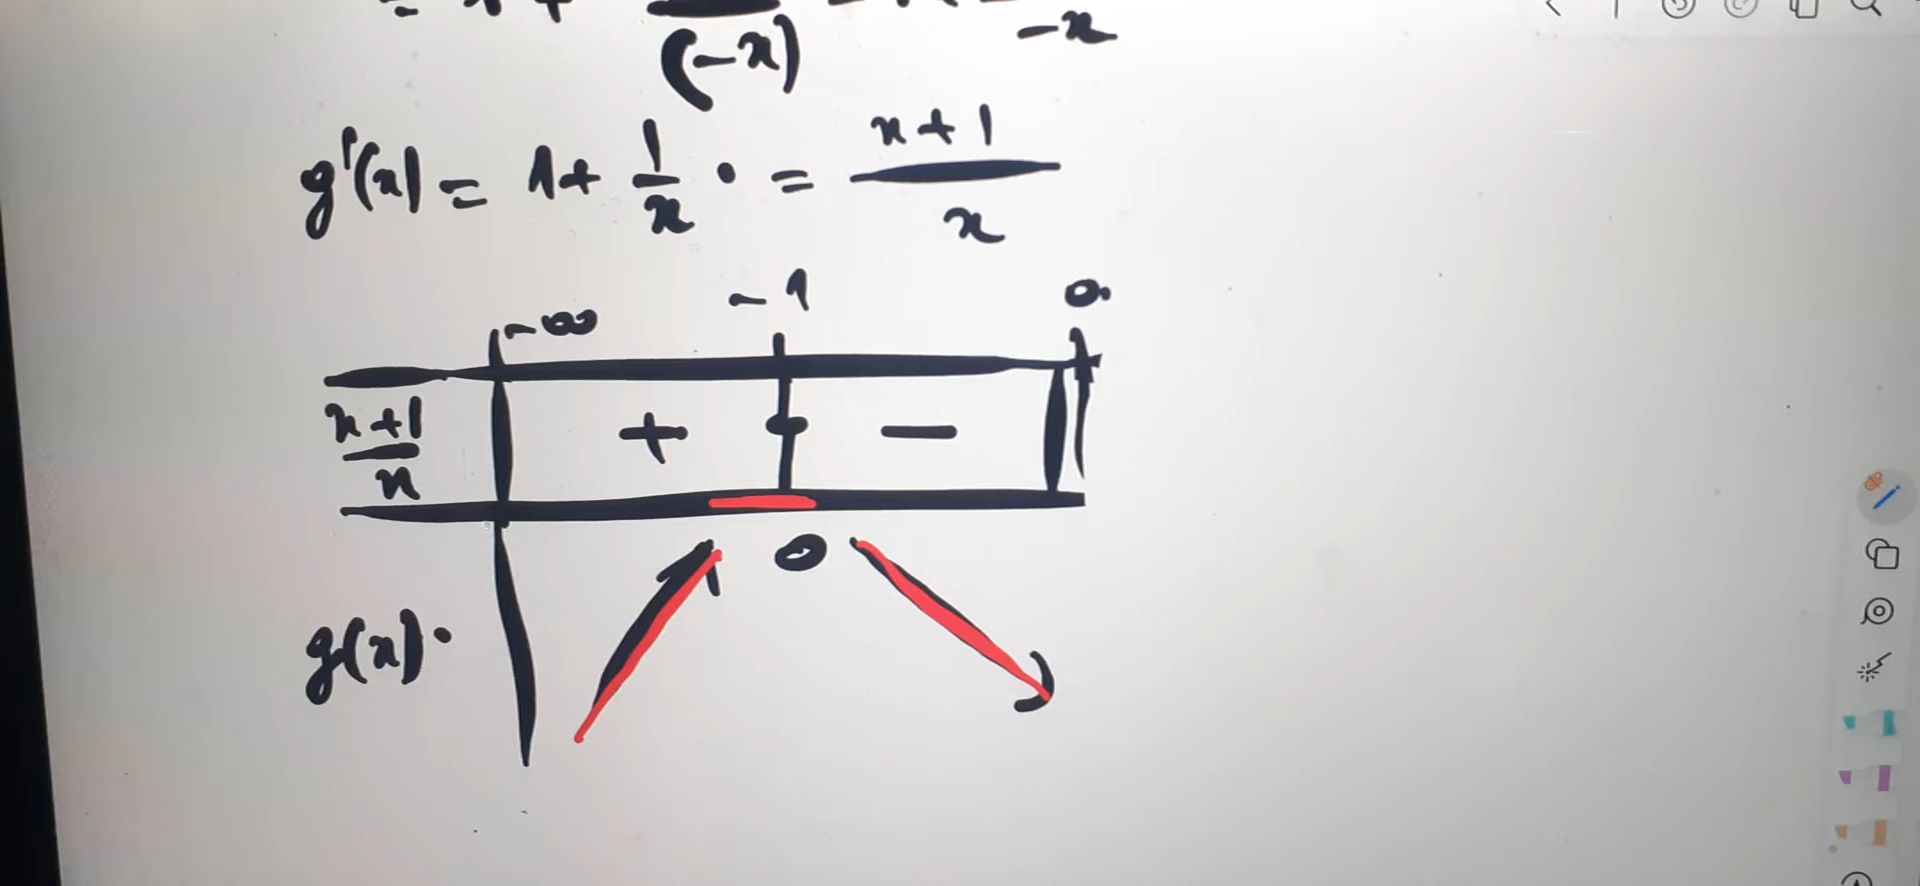 (-x)
-x
g'(x) = 1 + 1/x · = x+1/x
-∞ -1 0
x+1/x + -
0
g(x)